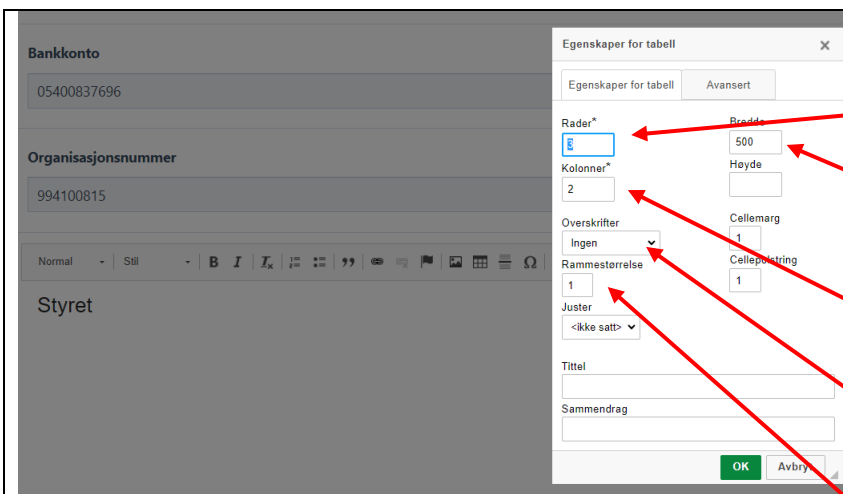 Egenskaper for tabell
Bankkonto
05400837696
Organisasjonsnummer
994100815
Normal
Stil
B I Tx Ω
Styret
Egenskaper for tabell Avansert
Rader*
3
Bredde
500
Kolonner*
2
Høyde
Overskrifter
Ingen
Cellemarg
1
Rammestørrelse
1
Cellepolstring
1
Juster
<ikke satt>
Tittel
Sammendrag
OK Avbryt